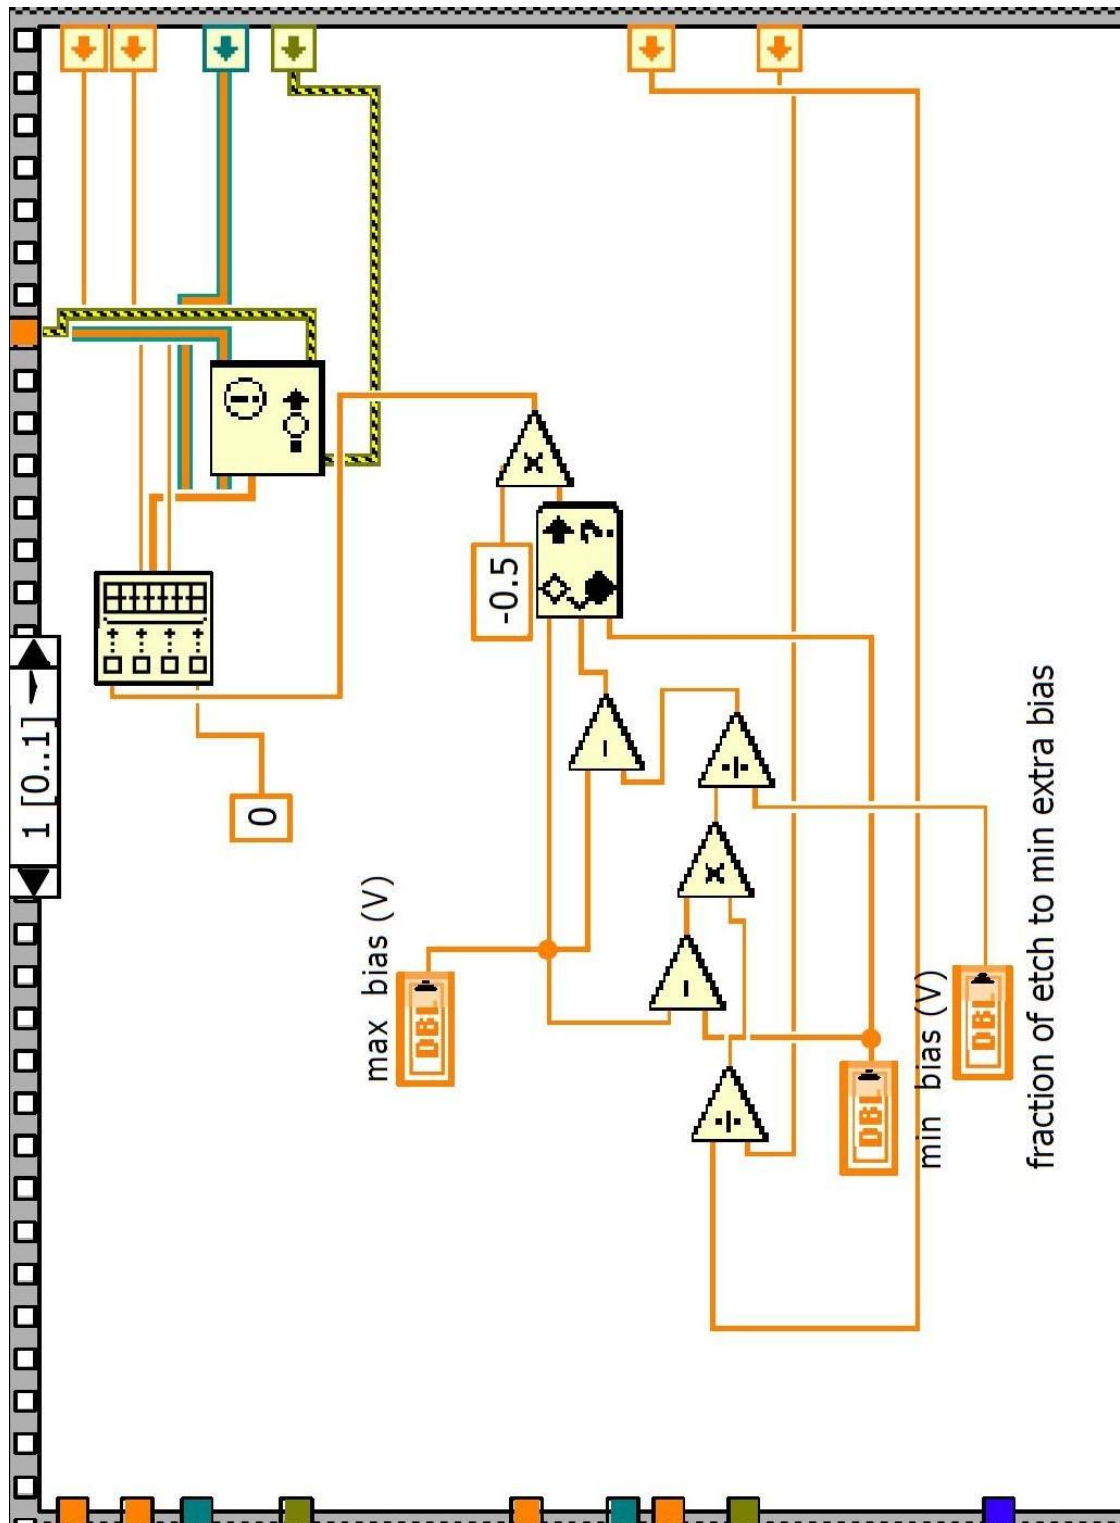 1 [0..1]
0
-0.5
max bias (V)
DBL
DBL
min bias (V)
DBL
fraction of etch to min extra bias